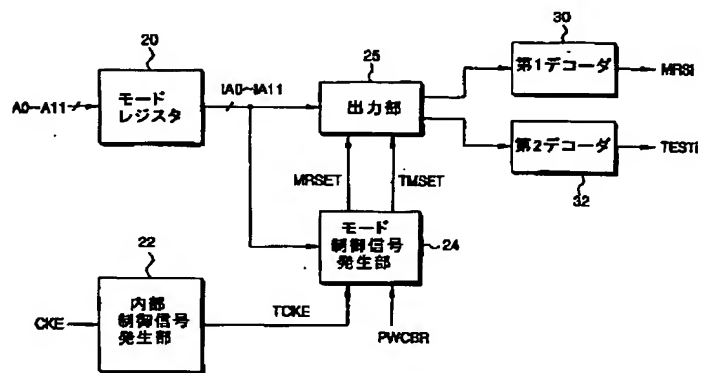 20
モード
レジスタ
A0~A11
IA0~IA11
25
出力部
30
第1デコーダ
MRSi
第2デコーダ
32
TESTi
MRSET
TMSET
モード
制御信号
発生部
24
22
内部
制御信号
発生部
CKE
TCKE
PWCBR